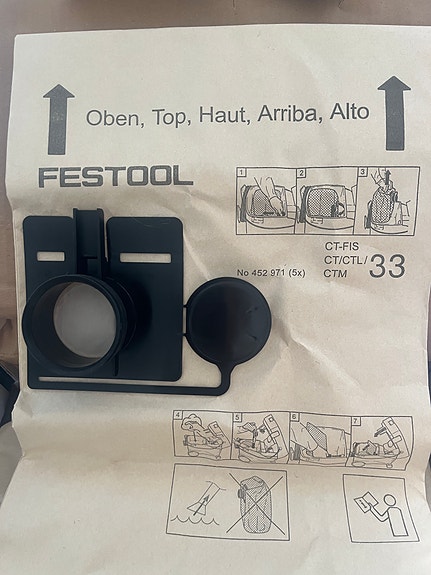 Oben, Top, Haut, Arriba, Alto
FESTOOL
1
2
3
CT-FIS
CT/CTL/
CTM
33
No 452 971 (5x)
4
5
6
7